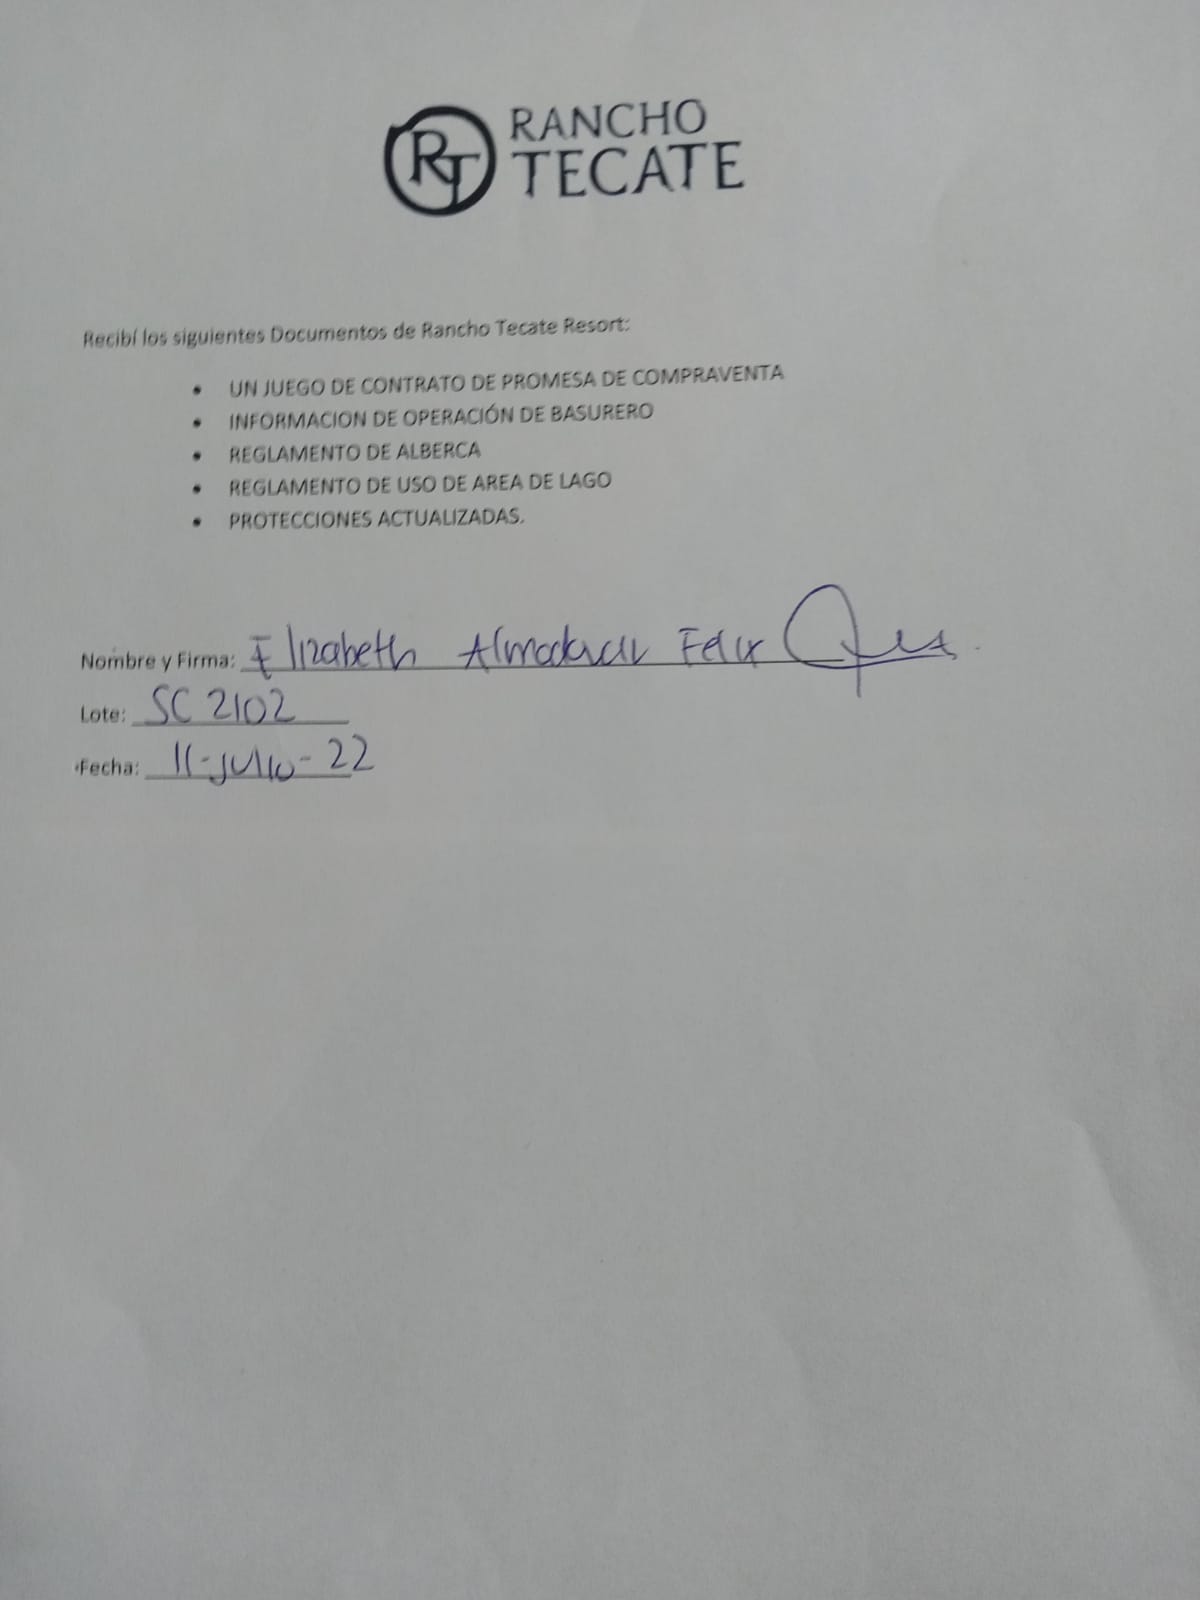 RT RANCHO
TECATE
Recibí los siguientes Documentos de Rancho Tecate Resort:
• UN JUEGO DE CONTRATO DE PROMESA DE COMPRAVENTA
• INFORMACION DE OPERACIÓN DE BASURERO
• REGLAMENTO DE ALBERCA
• REGLAMENTO DE USO DE AREA DE LAGO
• PROTECCIONES ACTUALIZADAS.
Nombre y Firma: Elizabeth Almodovar Felix
Lote: SC 2102
Fecha: 11-Julio-22